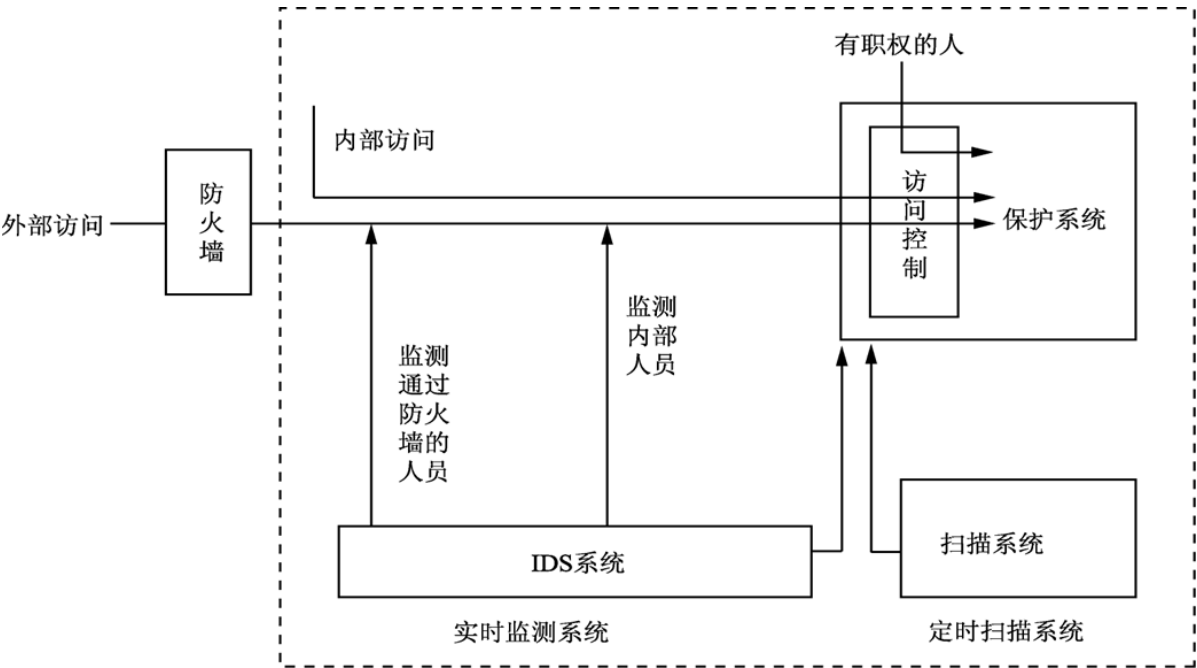 有职权的人
内部访问
防
火
墙
外部访问
访
问
控
制
保护系统
监测
内部
人员
监测
通过
防火
墙的
人员
IDS系统
扫描系统
实时监测系统
定时扫描系统